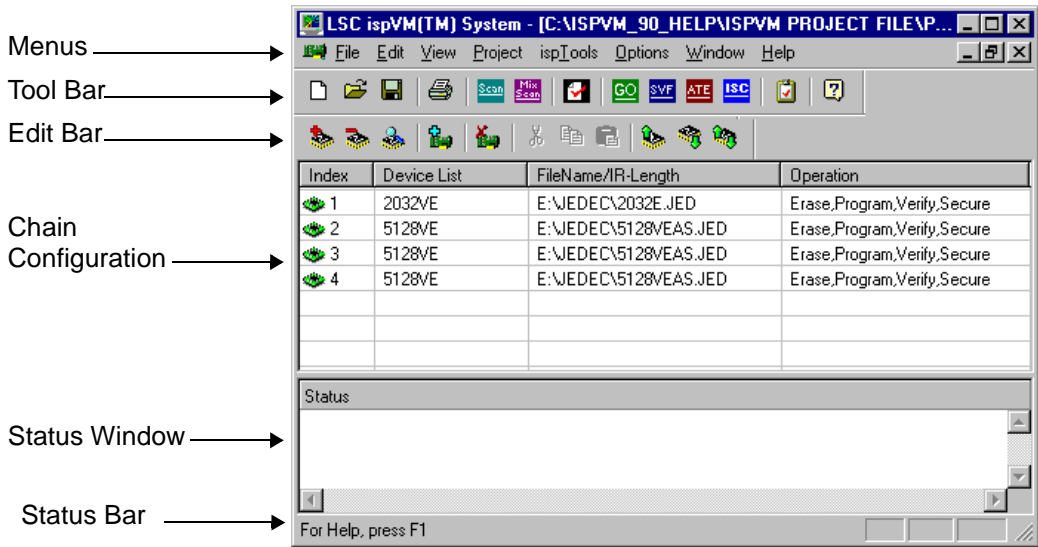 LSC ispVM(TM) System - [C:\ISPVM_90_HELP\ISPVM PROJECT FILE\P...
Menus
File Edit View Project ispTools Options Window Help
Tool Bar
Scan Mix Scan GO SVF ATE ISC
Edit Bar
Index Device List FileName/IR-Length Operation
1 2032VE E:\JEDEC\2032E.JED Erase,Program,Verify,Secure
2 5128VE E:\JEDEC\5128VEAS.JED Erase,Program,Verify,Secure
3 5128VE E:\JEDEC\5128VEAS.JED Erase,Program,Verify,Secure
4 5128VE E:\JEDEC\5128VEAS.JED Erase,Program,Verify,Secure
Chain
Configuration
Status
Status Window
Status Bar
For Help, press F1